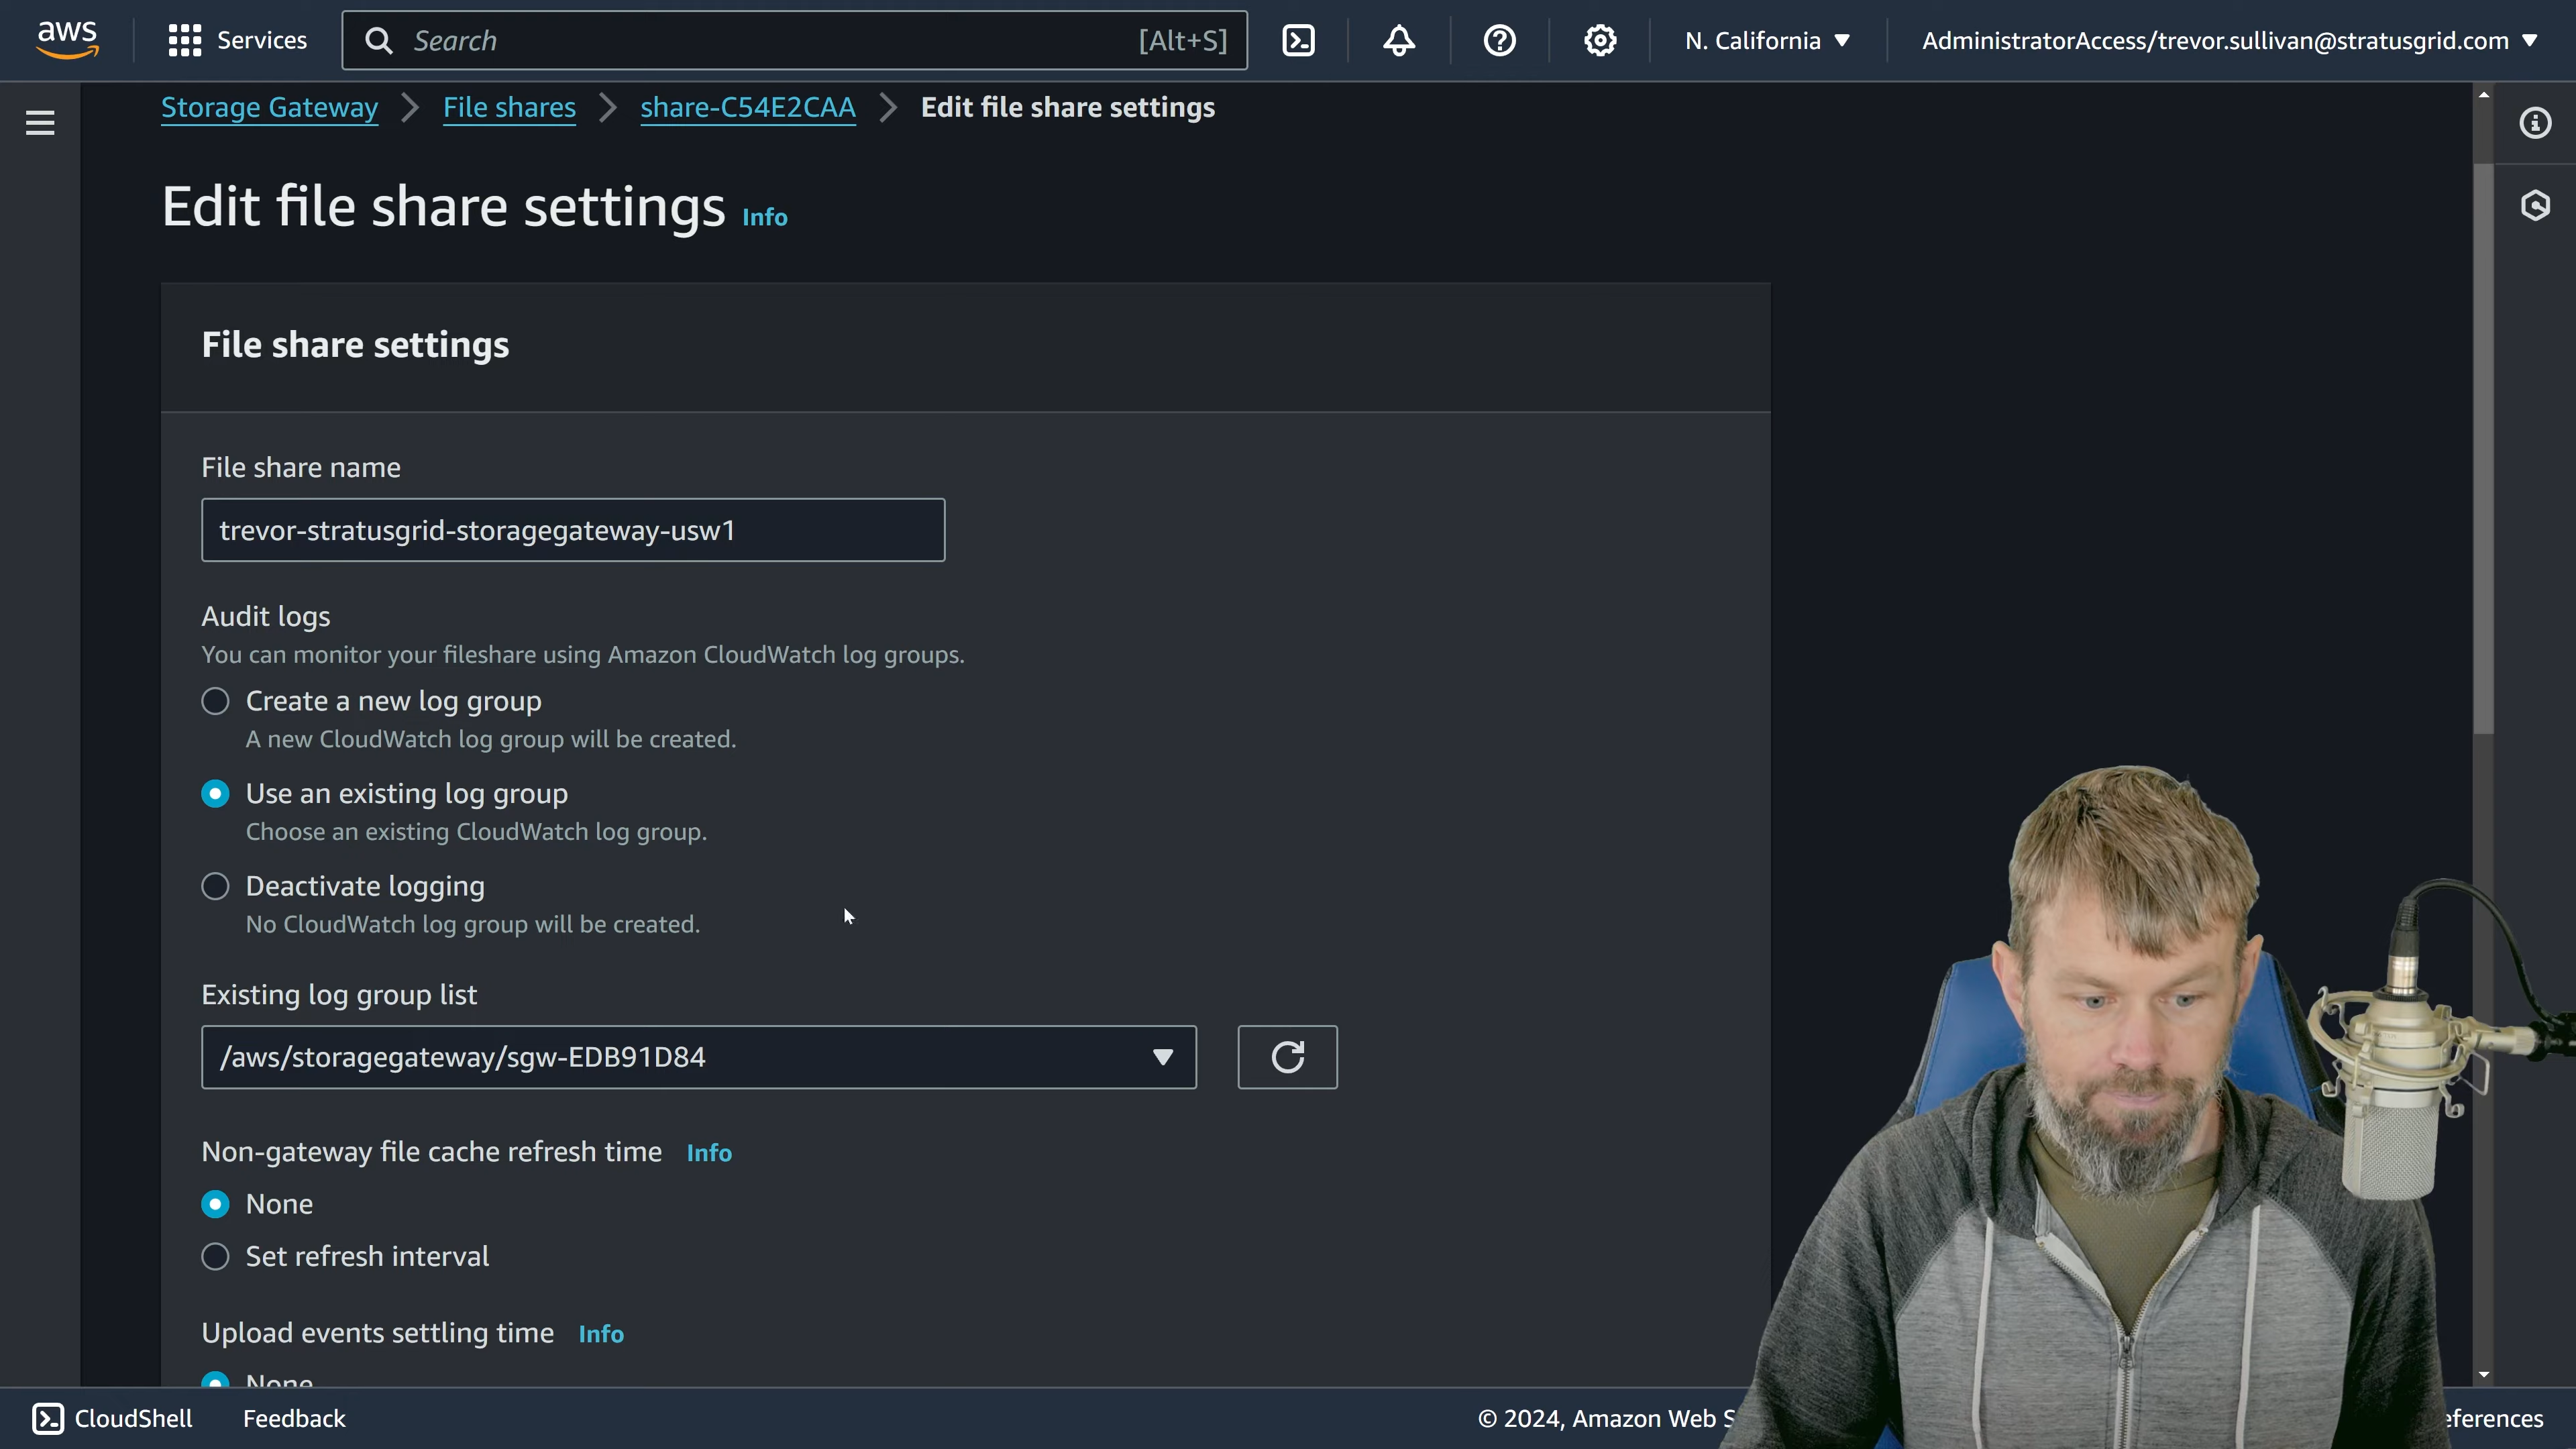 aws
Services
Search
[Alt+S]
N. California
AdministratorAccess/trevor.sullivan@stratusgrid.com
Storage Gateway
File shares
share-C54E2CAA
Edit file share settings
Edit file share settings Info
File share settings
File share name
trevor-stratusgrid-storagegateway-usw1
Audit logs
You can monitor your fileshare using Amazon CloudWatch log groups.
Create a new log group
A new CloudWatch log group will be created.
Use an existing log group
Choose an existing CloudWatch log group.
Deactivate logging
No CloudWatch log group will be created.
Existing log group list
/aws/storagegateway/sgw-EDB91D84
Non-gateway file cache refresh time Info
None
Set refresh interval
Upload events settling time Info
None
CloudShell
Feedback
© 2024, Amazon Web S
eferences